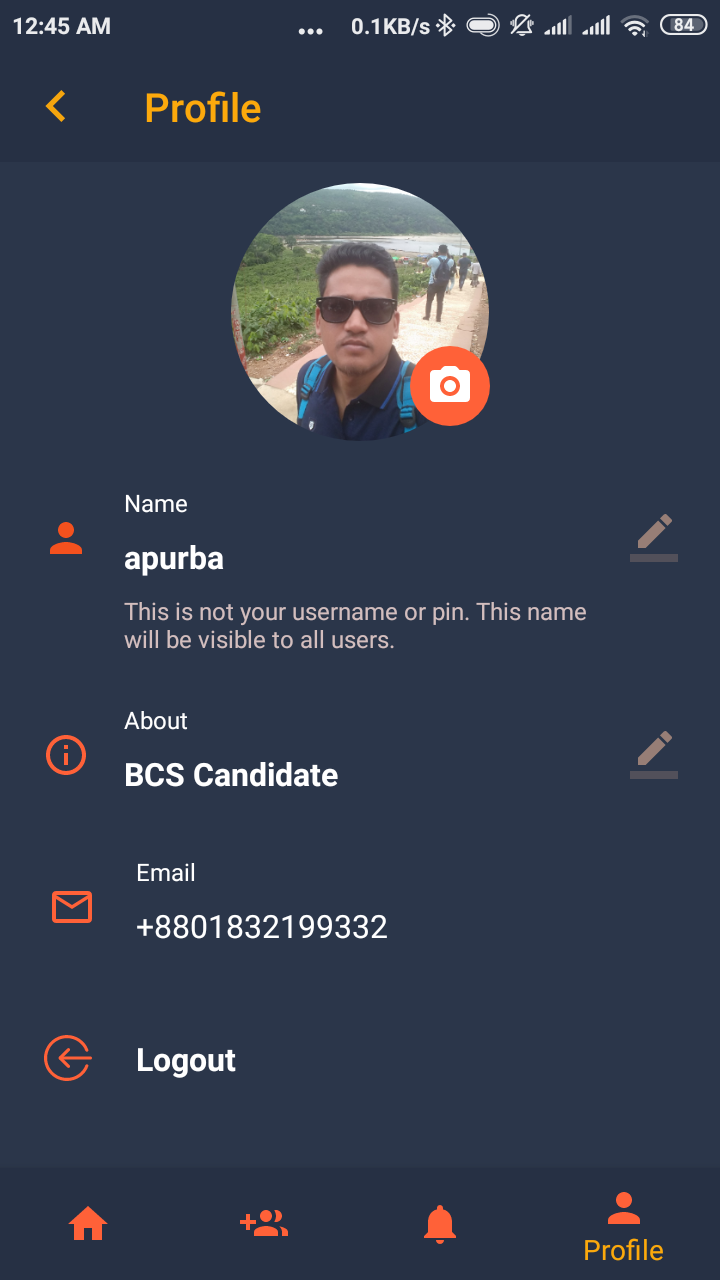 12:45 AM ... 0.1KB/s 84
Profile
Name
apurba
This is not your username or pin. This name
will be visible to all users.
About
BCS Candidate
Email
+8801832199332
Logout
Profile